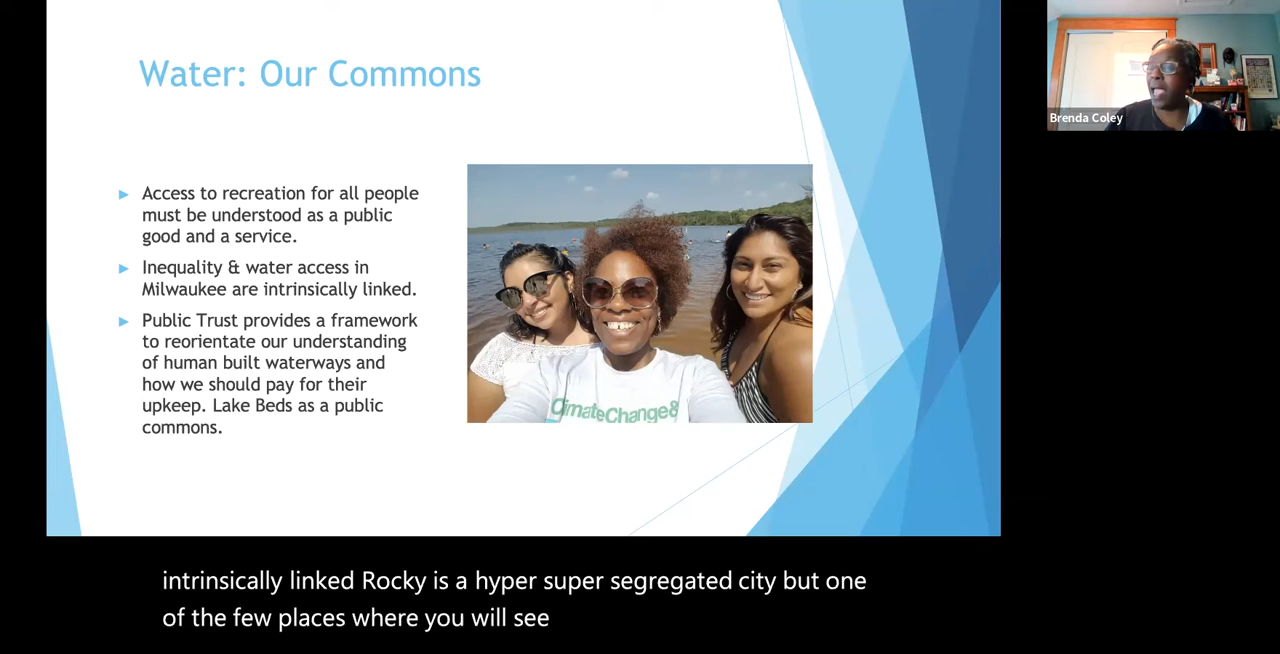 Water: Our Commons
Brenda Coley
Access to recreation for all people
must be understood as a public
good and a service.
Inequality & water access in
Milwaukee are intrinsically linked.
Public Trust provides a framework
to reorientate our understanding
of human built waterways and
how we should pay for their
upkeep. Lake Beds as a public
commons.
ClimateChange&
intrinsically linked Rocky is a hyper super segregated city but one
of the few places where you will see